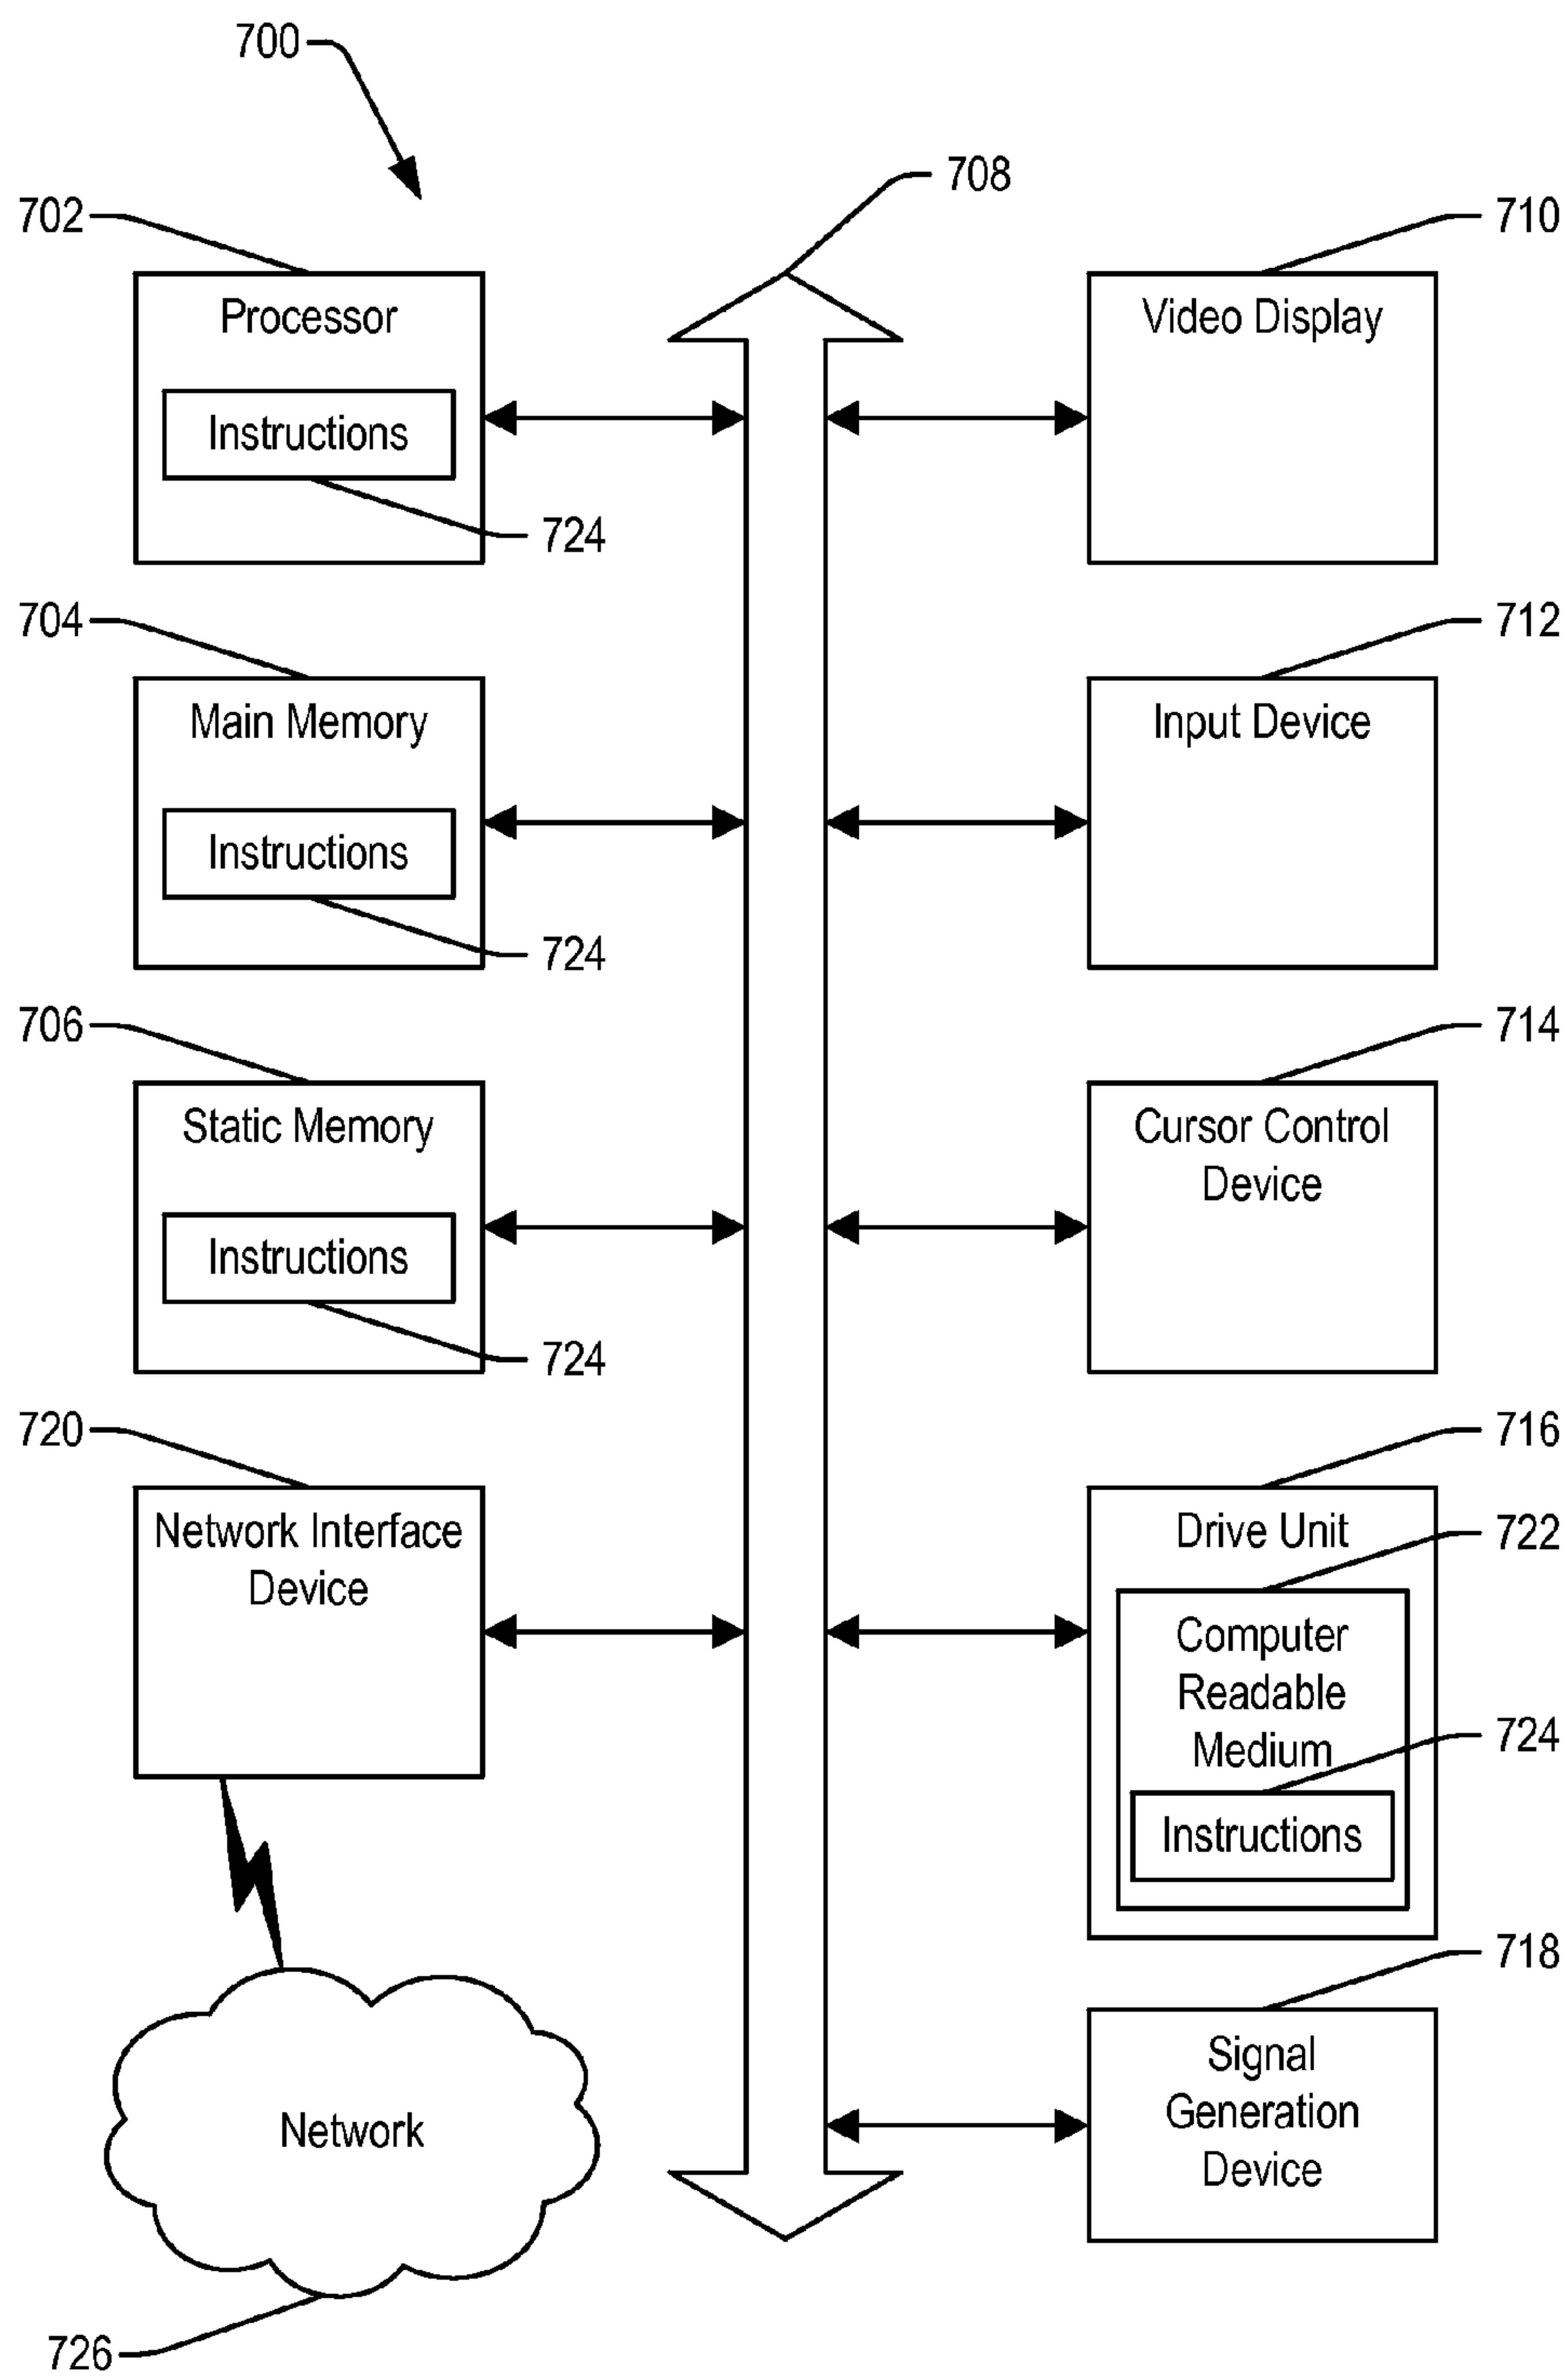 700
708
702
Processor
Instructions
724
704
Main Memory
Instructions
724
706
Static Memory
Instructions
724
720
Network Interface
Device
Network
726
710
Video Display
712
Input Device
714
Cursor Control
Device
716
Drive Unit
722
Computer
Readable
Medium
724
Instructions
718
Signal
Generation
Device